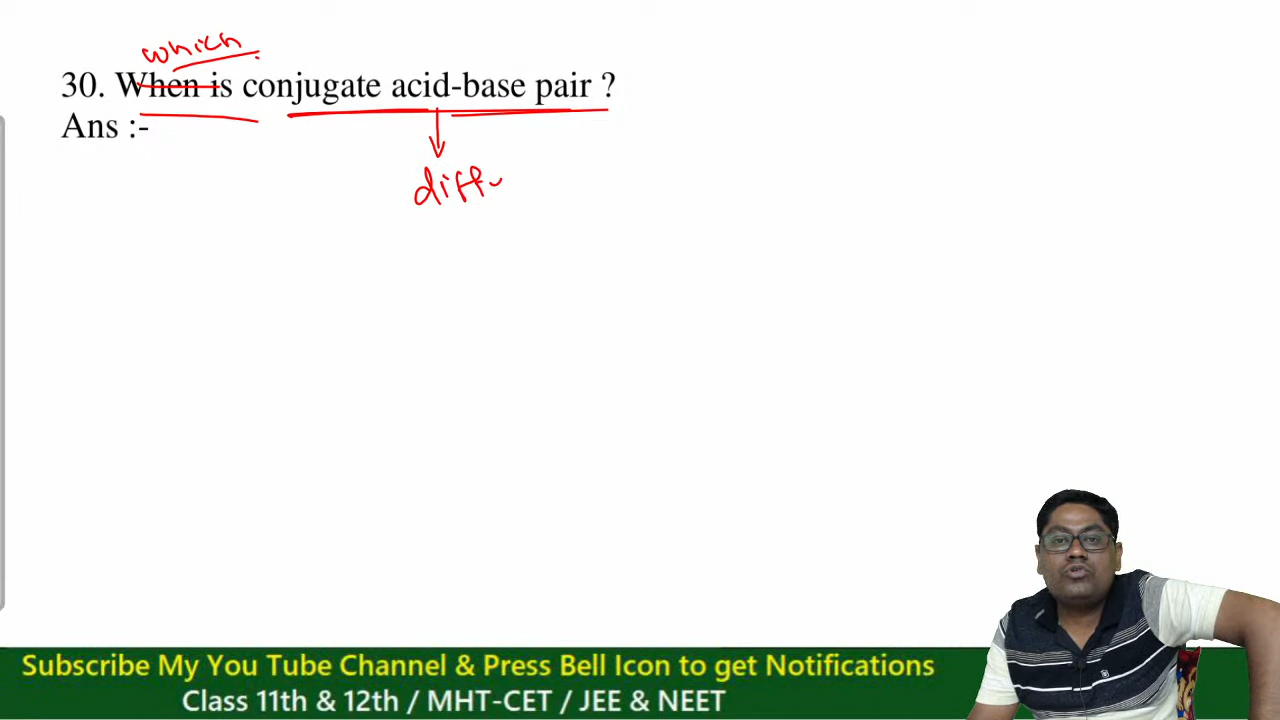 which
30. When is conjugate acid-base pair ?
Ans :-
diff
Subscribe My You Tube Channel & Press Bell Icon to get Notifications
Class 11th & 12th / MHT-CET / JEE & NEET